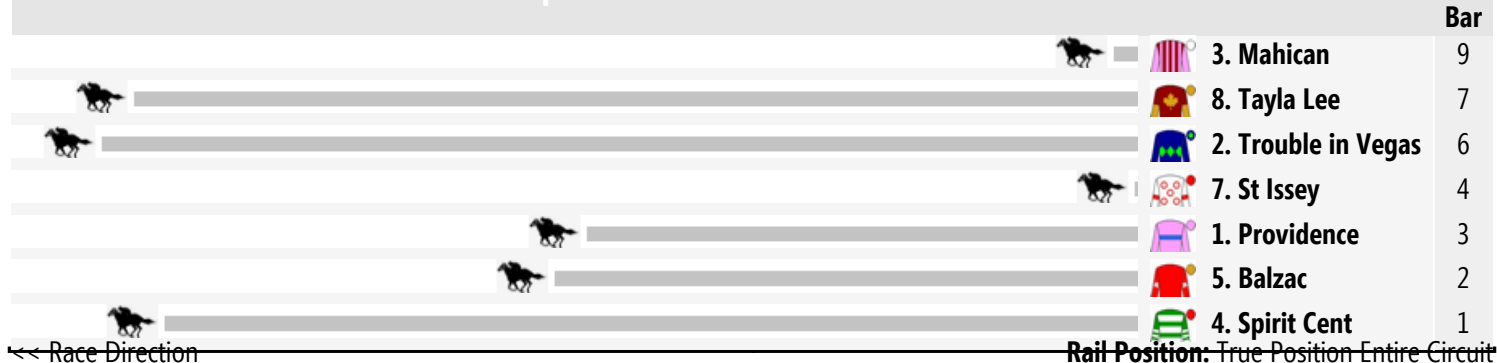 Bar
3. Mahican 9
8. Tayla Lee 7
2. Trouble in Vegas 6
7. St Issey 4
1. Providence 3
5. Balzac 2
4. Spirit Cent 1
<< Race Direction Rail Position: True Position Entire Circuit